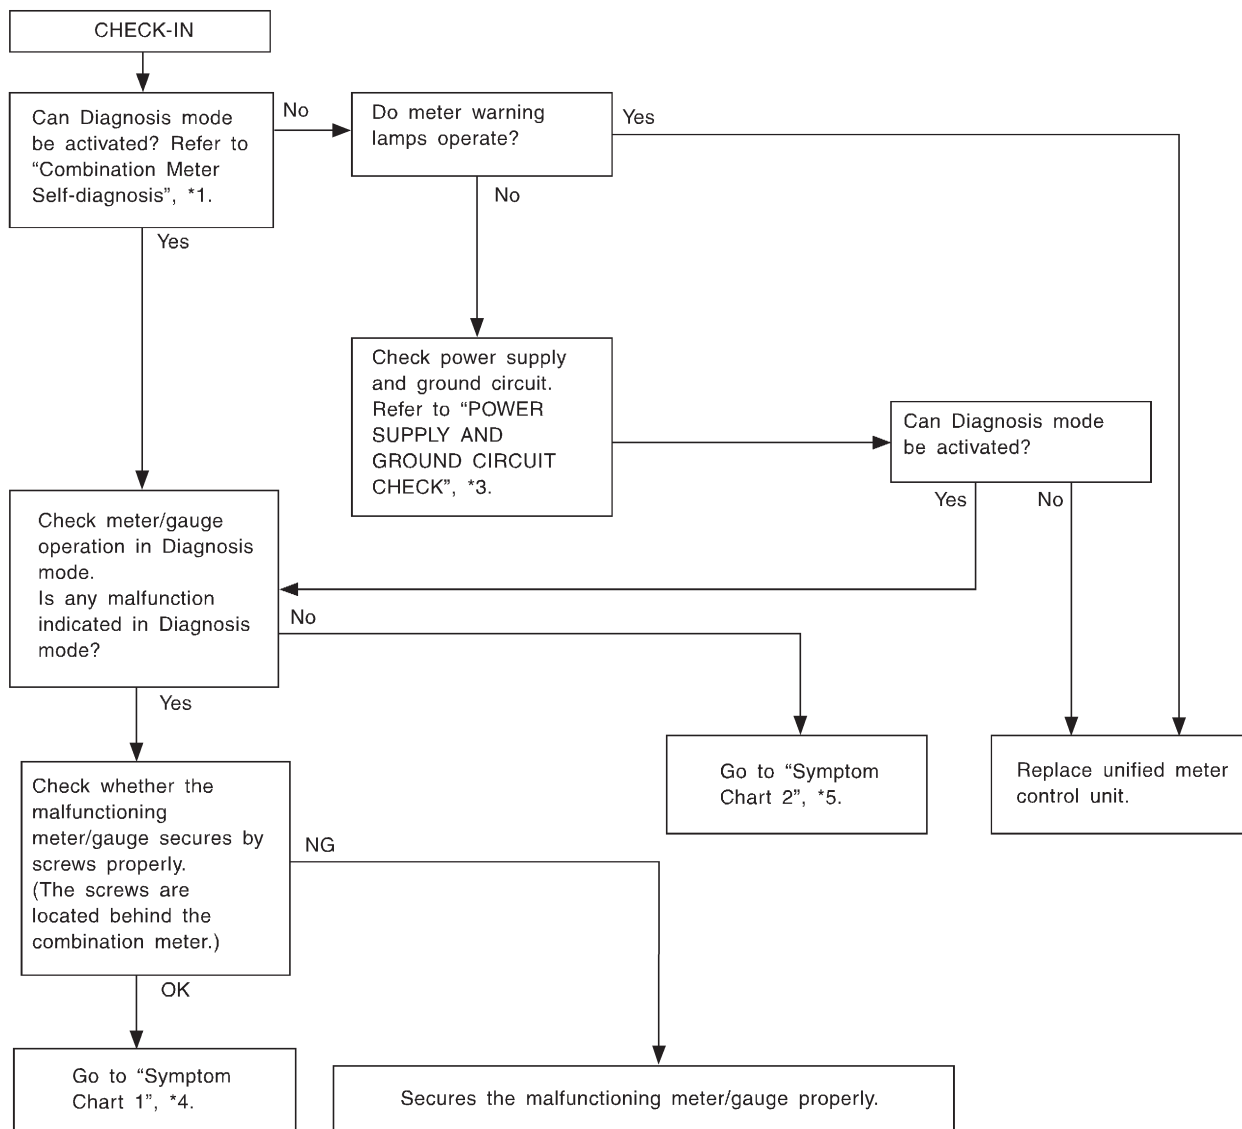 CHECK-IN
Can Diagnosis mode
be activated? Refer to
“Combination Meter
Self-diagnosis”, *1.
No
Do meter warning
lamps operate?
Yes
No
Yes
Check power supply
and ground circuit.
Refer to “POWER
SUPPLY AND
GROUND CIRCUIT
CHECK”, *3.
Can Diagnosis mode
be activated?
Yes
No
Check meter/gauge
operation in Diagnosis
mode.
Is any malfunction
indicated in Diagnosis
mode?
No
Yes
Go to “Symptom
Chart 2”, *5.
Replace unified meter
control unit.
Check whether the
malfunctioning
meter/gauge secures by
screws properly.
(The screws are
located behind the
combination meter.)
NG
OK
Go to “Symptom
Chart 1”, *4.
Secures the malfunctioning meter/gauge properly.